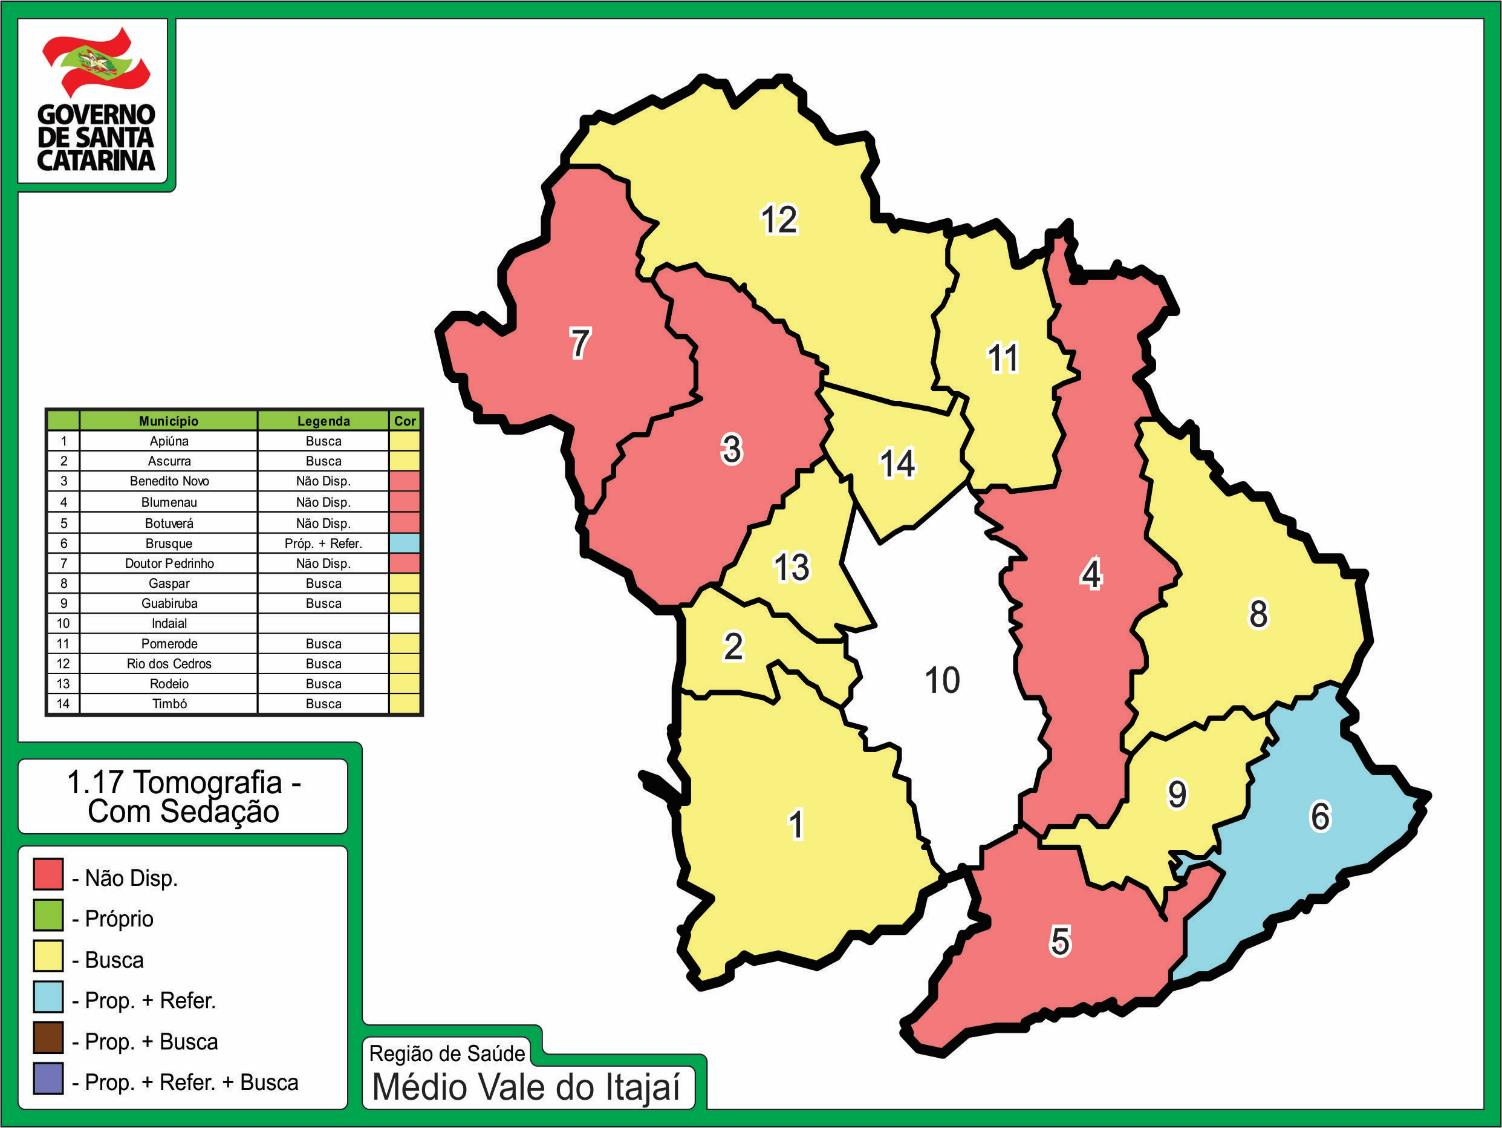 GOVERNO
DE SANTA
CATARINA
12
11
7
3
14
13
4
8
2
10
1
9
6
5
Município Legenda Cor
1 Apiúna Busca
2 Ascurra Busca
3 Benedito Novo Não Disp.
4 Blumenau Não Disp.
5 Botuverá Não Disp.
6 Brusque Próp. + Refer.
7 Doutor Pedrinho Não Disp.
8 Gaspar Busca
9 Guabiruba Busca
10 Indaial
11 Pomerode Busca
12 Rio dos Cedros Busca
13 Rodeio Busca
14 Timbó Busca
1.17 Tomografia -
Com Sedação
- Não Disp.
- Próprio
- Busca
- Prop. + Refer.
- Prop. + Busca
- Prop. + Refer. + Busca
Região de Saúde
Médio Vale do Itajaí